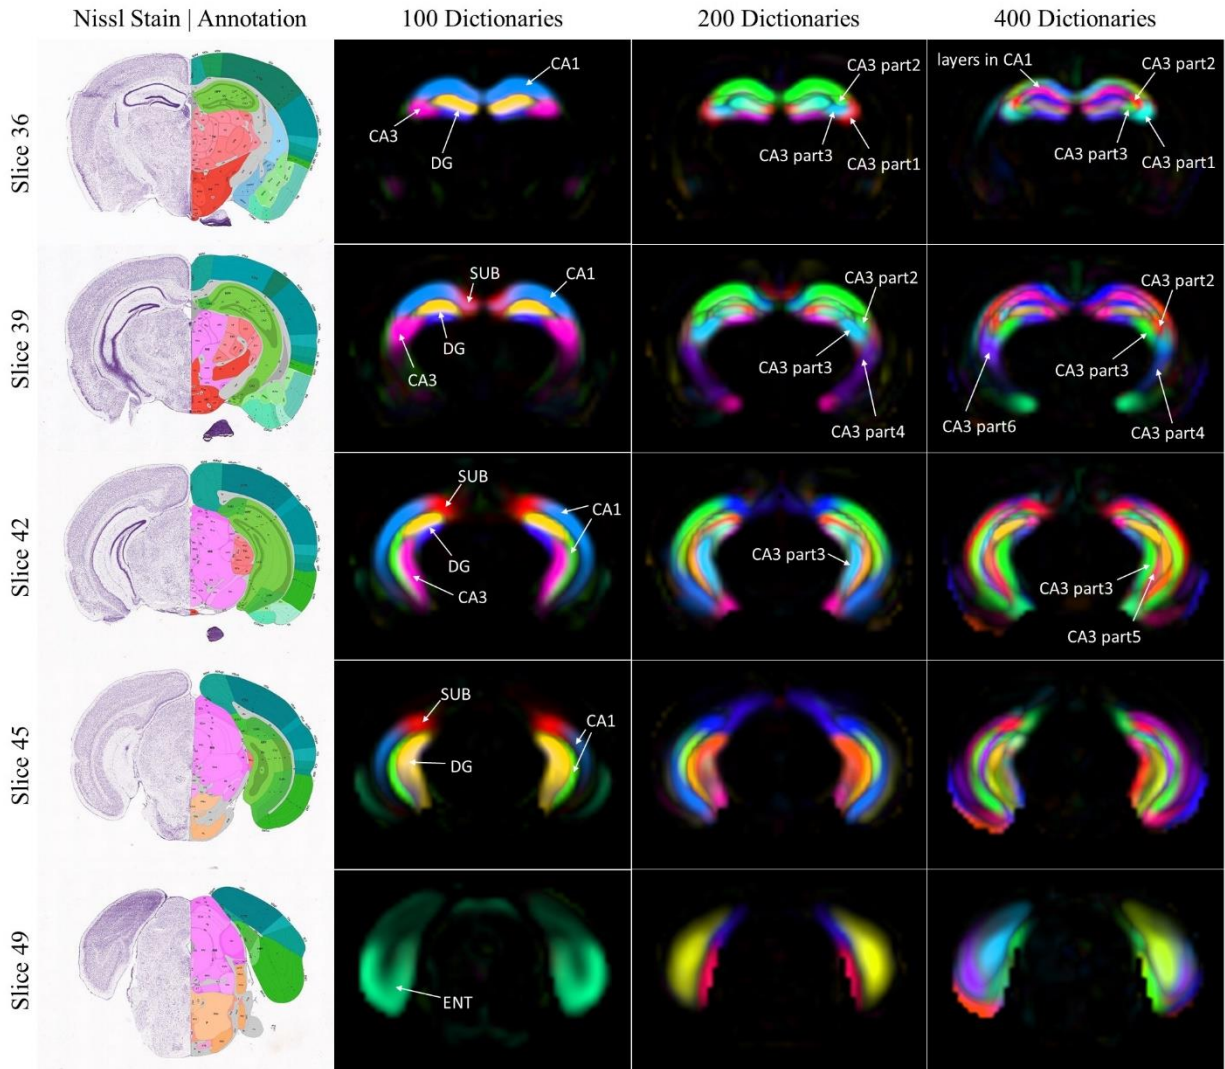 Nissl Stain | Annotation 100 Dictionaries 200 Dictionaries 400 Dictionaries
Slice 36
CA1
CA3
DG
CA3 part2
CA3 part3
CA3 part1
layers in CA1
CA3 part2
CA3 part3
CA3 part1
Slice 39
SUB
CA1
DG
CA3
CA3 part2
CA3 part3
CA3 part4
CA3 part2
CA3 part3
CA3 part6
CA3 part4
Slice 42
SUB
CA1
DG
CA3
CA3 part3
CA3 part3
CA3 part5
Slice 45
SUB
CA1
DG
Slice 49
ENT